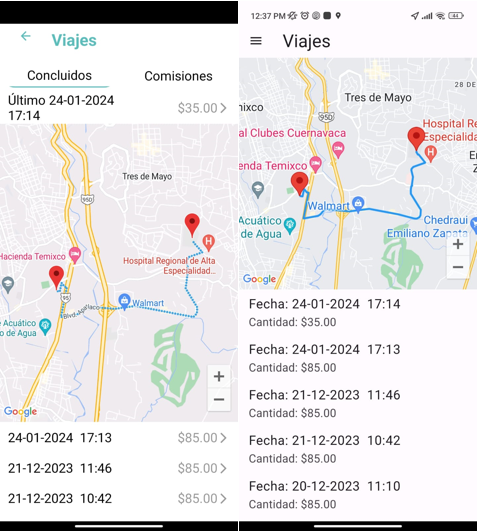 Viajes
Concluidos
Comisiones
Último 24-01-2024
17:14
$35.00
95D
Tres de Mayo
Hacienda Temixco
Hospital Regional de Alta
Especialidad...
95
Walmart
Blvd. Apatlaco
Acuático
de Agua
+
−
Google
24-01-2024 17:13
$85.00
21-12-2023 11:46
$85.00
21-12-2023 10:42
$85.00
12:37 PM
44
Viajes
28 DE
Tres de Mayo
mixco
95D
al Clubes Cuernavaca
Hospital Re
Especialida
enda Temixco
Walmart
Acuático
de Agua
Chedraui
Emiliano Zapata
+
−
Google
Fecha: 24-01-2024 17:14
Cantidad: $35.00
Fecha: 24-01-2024 17:13
Cantidad: $85.00
Fecha: 21-12-2023 11:46
Cantidad: $85.00
Fecha: 21-12-2023 10:42
Cantidad: $85.00
Fecha: 20-12-2023 11:10
Cantidad: $85.00